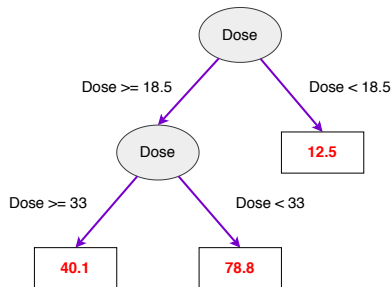 Dose
Dose >= 18.5
Dose < 18.5
Dose
12.5
Dose >= 33
Dose < 33
40.1
78.8